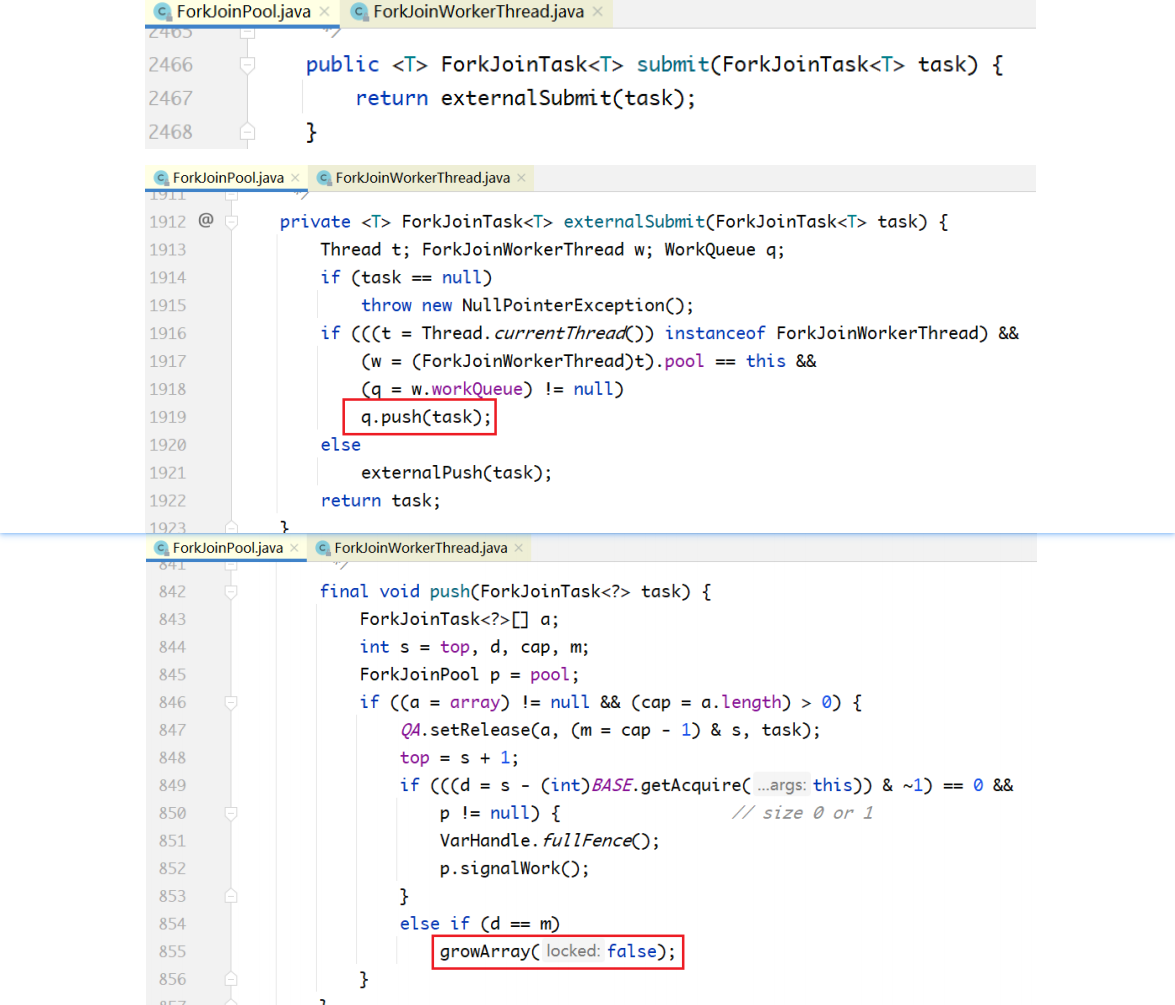 ForkJoinPool.java × ForkJoinWorkerThread.java ×
2465 */
2466 public <T> ForkJoinTask<T> submit(ForkJoinTask<T> task) {
2467 return externalSubmit(task);
2468 }
ForkJoinPool.java × ForkJoinWorkerThread.java ×
1911 */
1912 @ private <T> ForkJoinTask<T> externalSubmit(ForkJoinTask<T> task) {
1913 Thread t; ForkJoinWorkerThread w; WorkQueue q;
1914 if (task == null)
1915 throw new NullPointerException();
1916 if (((t = Thread.currentThread()) instanceof ForkJoinWorkerThread) &&
1917 (w = (ForkJoinWorkerThread)t).pool == this &&
1918 (q = w.workQueue) != null)
1919 q.push(task);
1920 else
1921 externalPush(task);
1922 return task;
1923 }
ForkJoinPool.java × ForkJoinWorkerThread.java ×
841 */
842 final void push(ForkJoinTask<?> task) {
843 ForkJoinTask<?>[] a;
844 int s = top, d, cap, m;
845 ForkJoinPool p = pool;
846 if ((a = array) != null && (cap = a.length) > 0) {
847 QA.setRelease(a, (m = cap - 1) & s, task);
848 top = s + 1;
849 if (((d = s - (int)BASE.getAcquire( ...args: this)) & ~1) == 0 &&
850 p != null) { // size 0 or 1
851 VarHandle.fullFence();
852 p.signalWork();
853 }
854 else if (d == m)
855 growArray( locked: false);
856 }
857 }